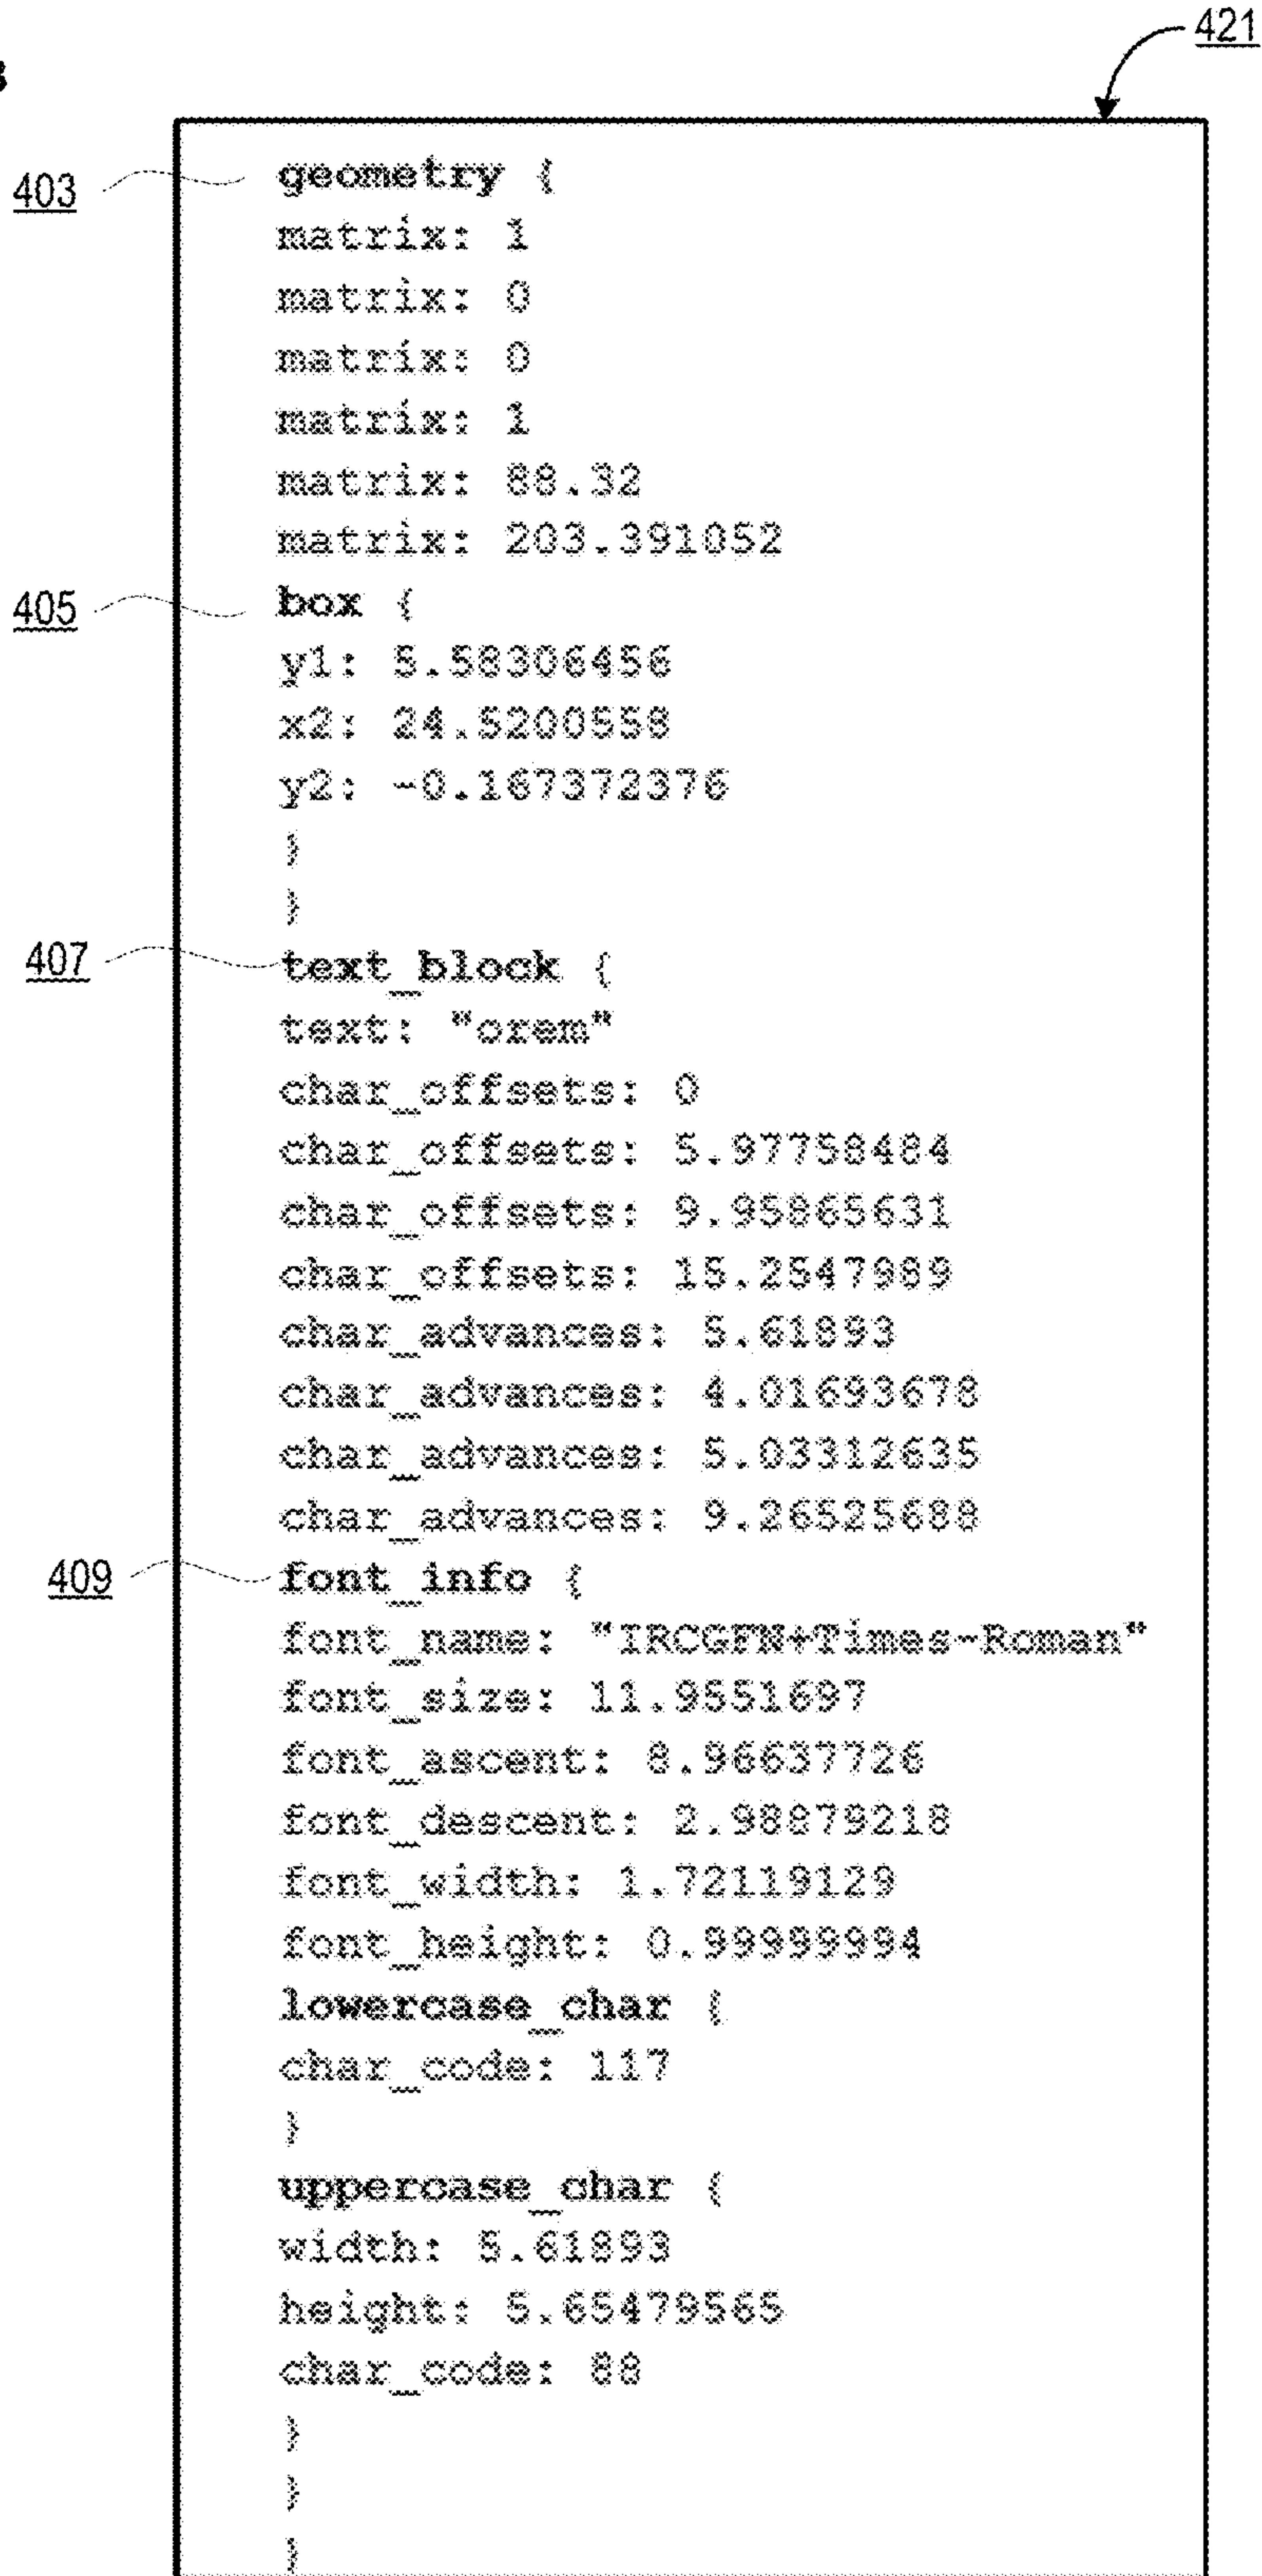 421
403
geometry {
matrix: 1
matrix: 0
matrix: 0
matrix: 1
matrix: 88.32
matrix: 203.391052
405
box {
y1: 5.58306456
x2: 24.5200558
y2: -0.167372376
}
}
407
text_block {
text: "orem"
char_offsets: 0
char_offsets: 5.97758484
char_offsets: 9.95865631
char_offsets: 15.2547989
char_advances: 5.61893
char_advances: 4.01693678
char_advances: 5.03312635
char_advances: 9.26525688
409
font_info {
font_name: "IRCGFN+Times-Roman"
font_size: 11.9551697
font_ascent: 8.96637726
font_descent: 2.98879218
font_width: 1.72119129
font_height: 0.99999994
lowercase_char {
char_code: 117
}
uppercase_char {
width: 5.61893
height: 5.65479565
char_code: 88
}
}
}